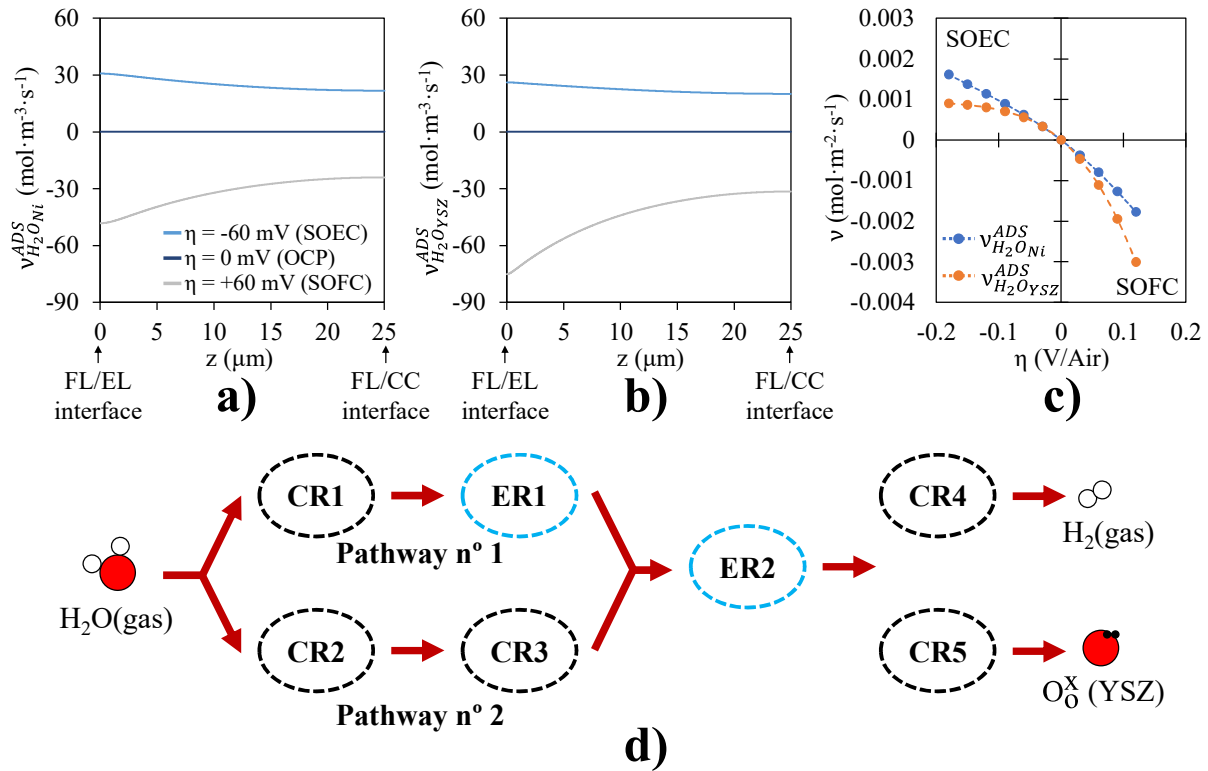 60
30
0
-30
-60
-90
ν^ADS_H₂O_Ni (mol·m⁻³·s⁻¹)
η = -60 mV (SOEC)
η = 0 mV (OCP)
η = +60 mV (SOFC)
0 5 10 15 20 25
z (μm)
FL/EL
interface
FL/CC
interface
a)
60
30
0
-30
-60
-90
ν^ADS_H₂O_YSZ (mol·m⁻³·s⁻¹)
0 5 10 15 20 25
z (μm)
FL/EL
interface
FL/CC
interface
b)
0.003
0.002
0.001
0
-0.001
-0.002
-0.003
-0.004
ν (mol·m⁻²·s⁻¹)
SOEC
ν^ADS_H₂O_Ni
ν^ADS_H₂O_YSZ
SOFC
-0.2 -0.1 0 0.1 0.2
η (V/Air)
c)
H₂O(gas)
CR1
ER1
Pathway nº 1
CR2
CR3
Pathway nº 2
ER2
CR4
H₂(gas)
CR5
O^x_o (YSZ)
d)